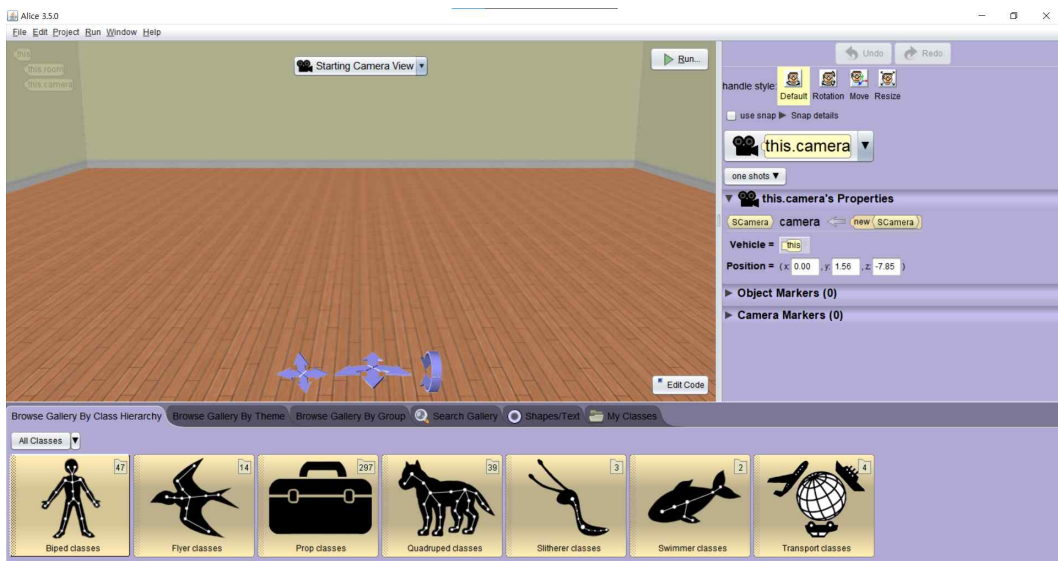 Alice 3.5.0
File Edit Project Run Window Help
this
this.room
this.camera
Starting Camera View
Run...
Undo Redo
handle style:
Default Rotation Move Resize
use snap Snap details
this.camera
one shots
this.camera's Properties
SCamera camera new SCamera
Vehicle = this
Position = (x: 0.00 , y: 1.56 , z: -7.85 )
Object Markers (0)
Camera Markers (0)
Edit Code
Browse Gallery By Class Hierarchy Browse Gallery By Theme Browse Gallery By Group Search Gallery Shapes/Text My Classes
All Classes
47 14 297 39 3 2 4
Biped classes Flyer classes Prop classes Quadruped classes Slitherer classes Swimmer classes Transport classes